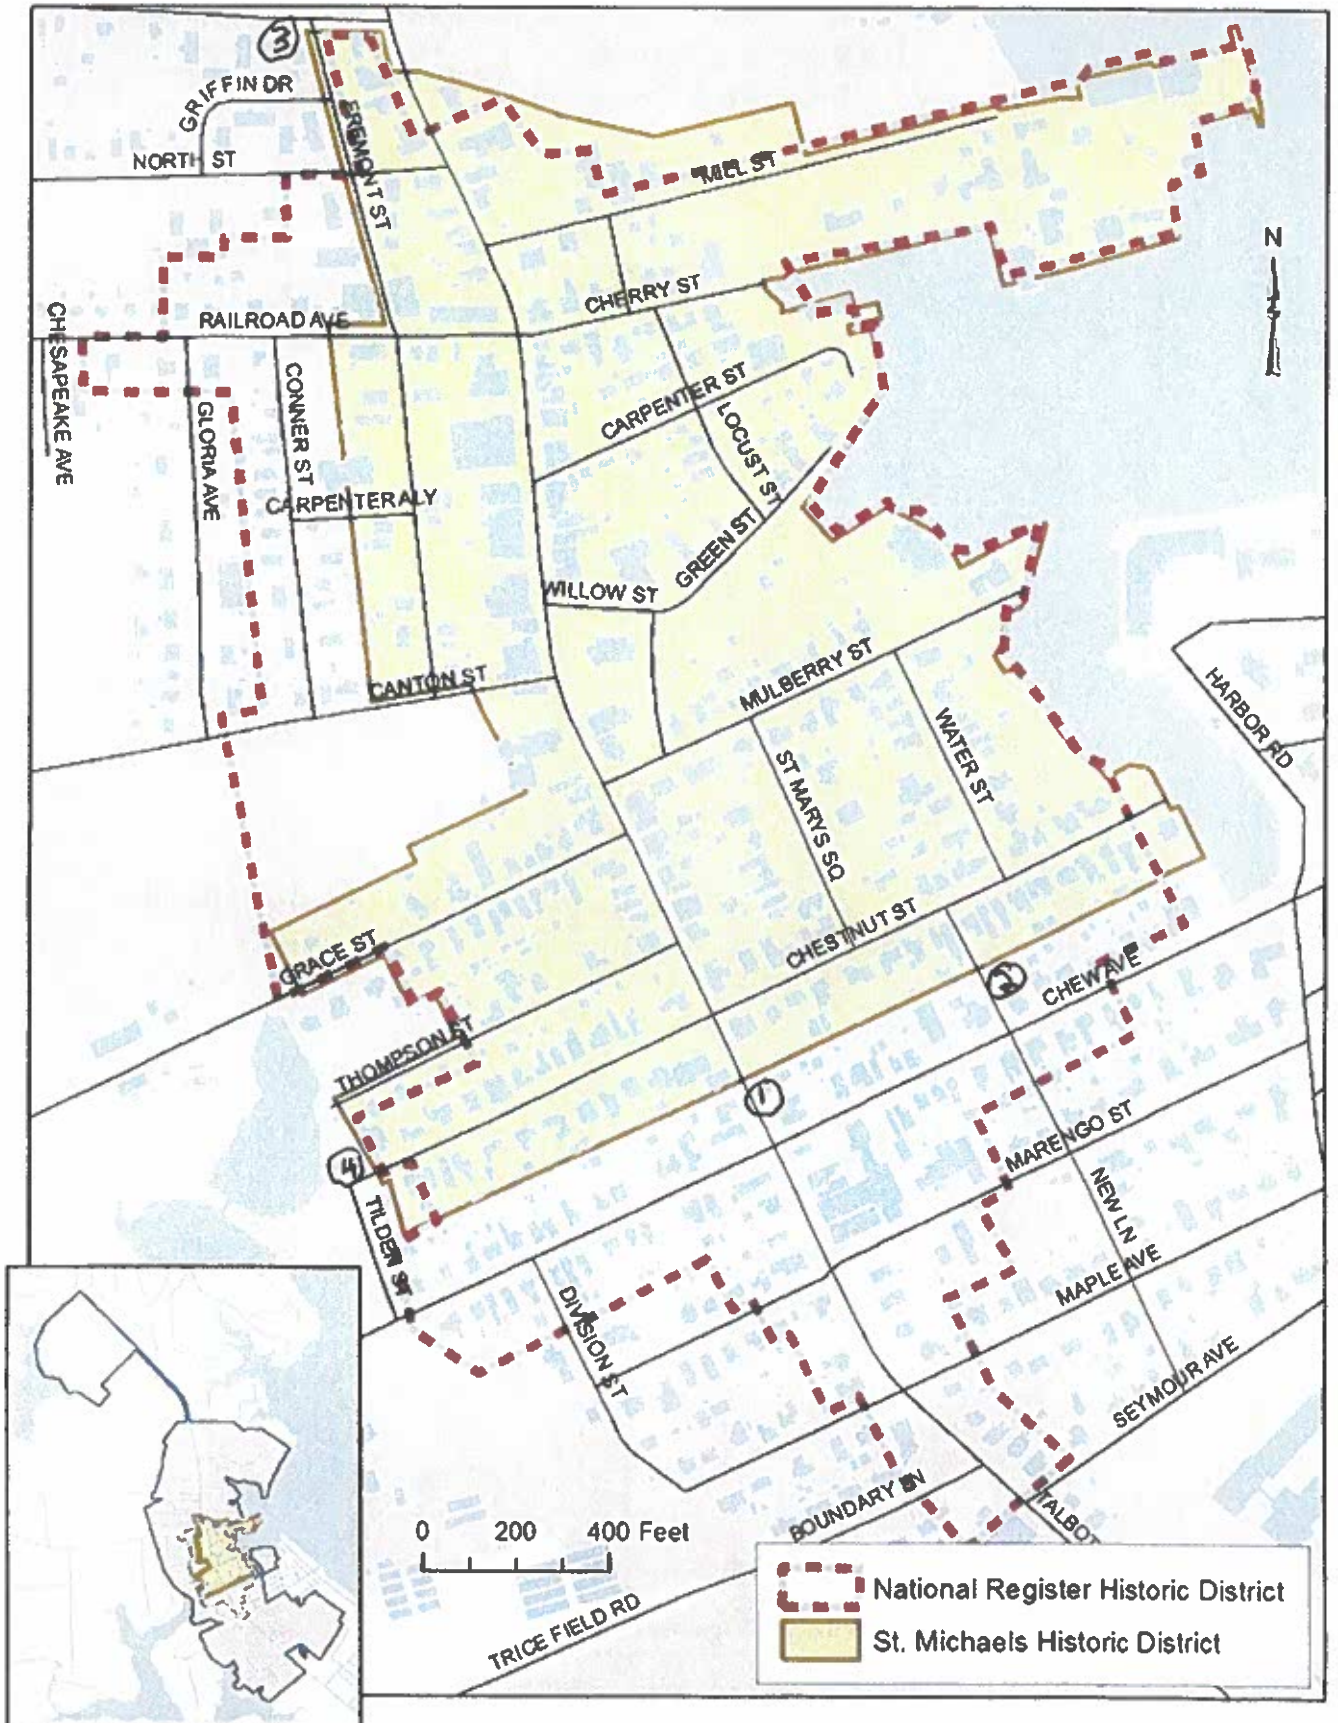 3
GRIFFIN DR
FREMONT ST
NORTH ST
MILL ST
N
CHERRY ST
RAILROAD AVE
CHESAPEAKE AVE
CONNER ST
GLORIA AVE
CARPENTER ST
LOCUST ST
CARPENTER ALY
GREEN ST
WILLOW ST
MULBERRY ST
CANTON ST
HARBOR RD
WATER ST
ST MARYS SQ
CHESTNUT ST
GRACE ST
2
CHEW AVE
THOMPSON ST
1
MARENGO ST
4
TILDEN ST
NEW LN
MAPLE AVE
DIVISION ST
SEYMOUR AVE
BOUNDARY LN
TALBOT
0 200 400 Feet
TRICE FIELD RD
National Register Historic District
St. Michaels Historic District